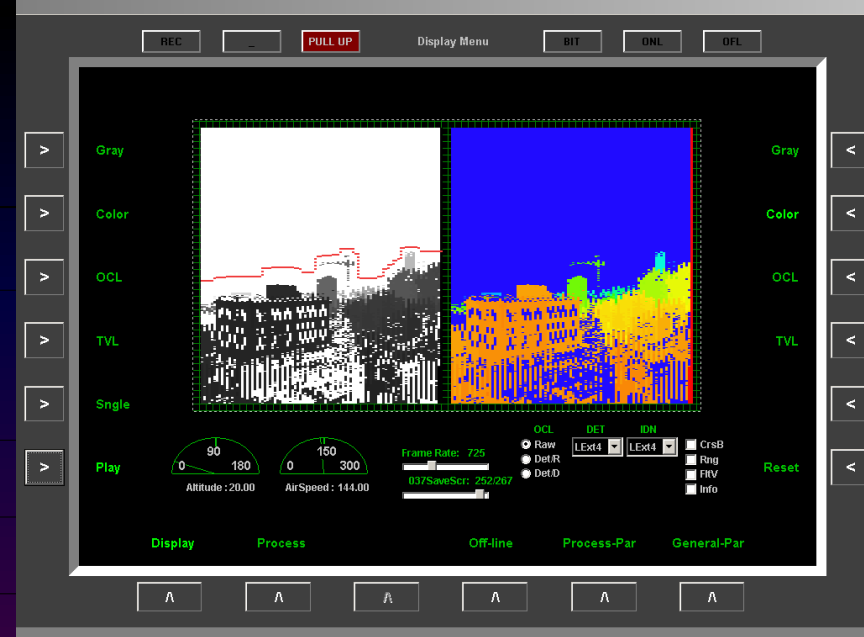 REC _ PULL UP Display Menu BIT ONL OFL
> Gray Gray <
> Color Color <
> OCL OCL <
> TVL TVL <
> Sngle <
> Play Reset <
90
0 180
Altitude : 20.00
150
0 300
AirSpeed : 144.00
Frame Rate: 725
037SaveScr: 252/267
OCL DET IDN
Raw LExt4 LExt4 CrsB
Det/R Rng
Det/D FltV
Info
Display Process Off-line Process-Par General-Par
/\ /\ /\ /\ /\ /\